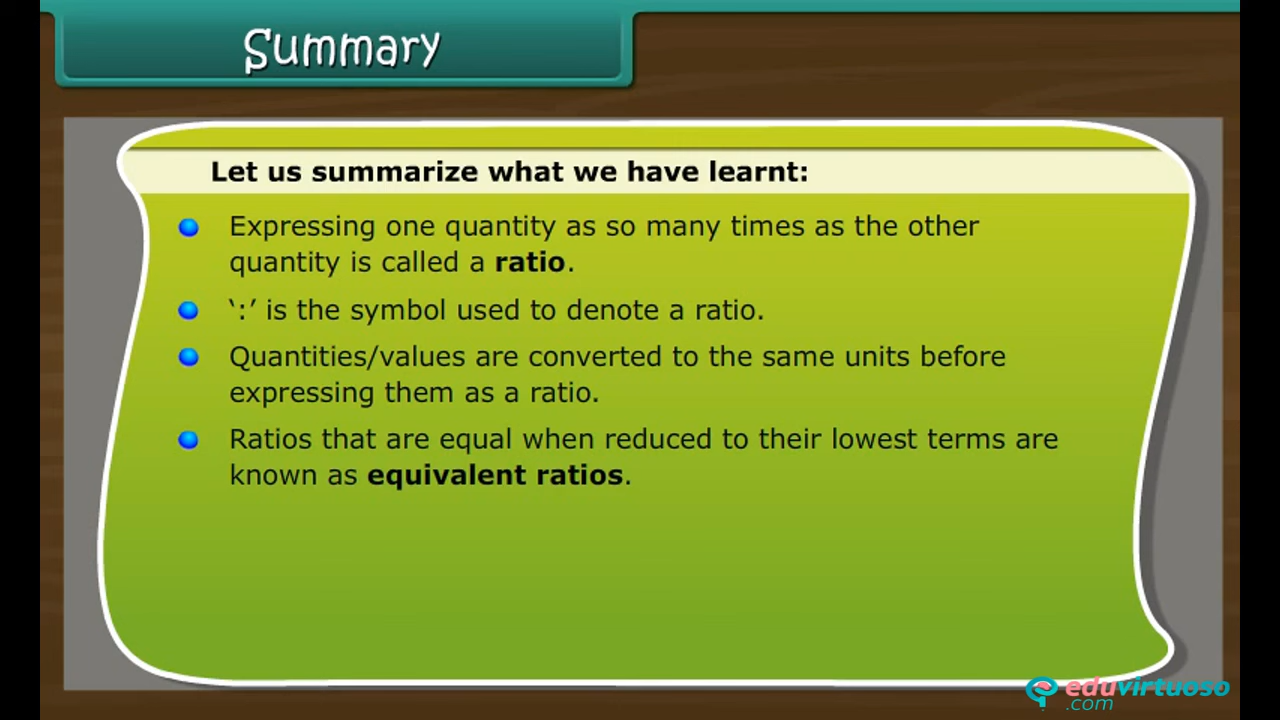 Summary
Let us summarize what we have learnt:
Expressing one quantity as so many times as the other
quantity is called a ratio.
‘:’ is the symbol used to denote a ratio.
Quantities/values are converted to the same units before
expressing them as a ratio.
Ratios that are equal when reduced to their lowest terms are
known as equivalent ratios.
eduvirtuoso
.com